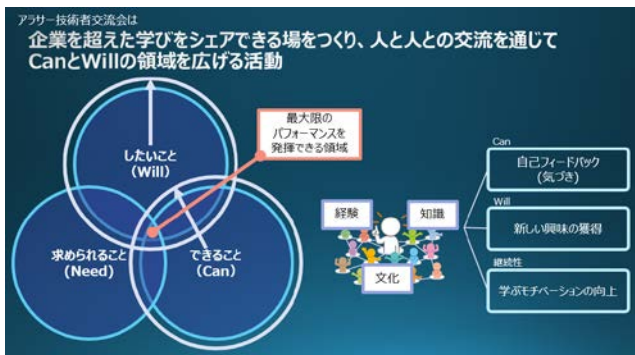 アラサー技術者交流会は
企業を超えた学びをシェアできる場をつくり、人と人との交流を通じて
CanとWillの領域を広げる活動
最大限の
パフォーマンスを
発揮できる領域
したいこと
（Will）
求められること
(Need)
できること
（Can）
経験
知識
文化
Can
自己フィードバック
(気づき)
Will
新しい興味の獲得
継続性
学ぶモチベーションの向上